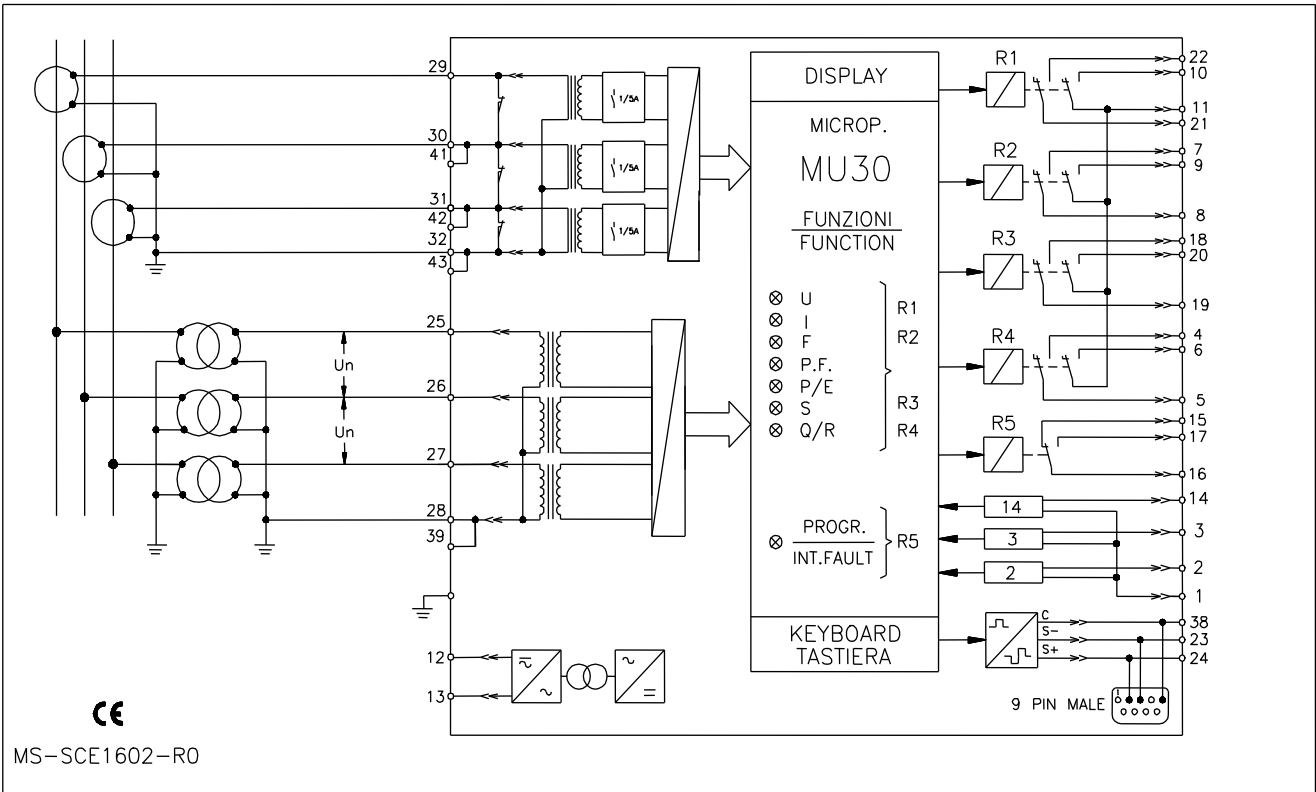 29
30
41
31
42
32
43
1/5A
1/5A
1/5A
25
Un
26
Un
27
28
39
12
13
CE
MS-SCE1602-R0
DISPLAY
MICROP.
MU30
FUNZIONI
FUNCTION
U
I
F
P.F.
P/E
S
Q/R
R1
R2
R3
R4
PROGR.
INT.FAULT
R5
KEYBOARD
TASTIERA
R1
22
10
11
21
R2
7
9
8
R3
18
20
19
R4
4
6
5
R5
15
17
16
14
14
3
3
2
2
1
C
38
S-
23
S+
24
9 PIN MALE
1